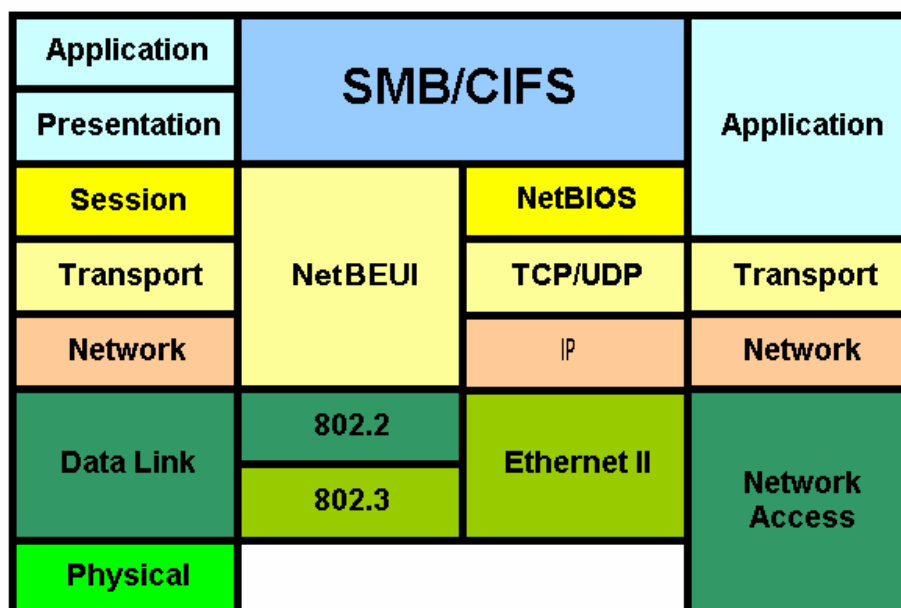 Application
SMB/CIFS
Presentation
Application
Session
NetBIOS
Transport
NetBEUI
TCP/UDP
Transport
Network
IP
Network
802.2
Data Link
Ethernet II
802.3
Network
Access
Physical